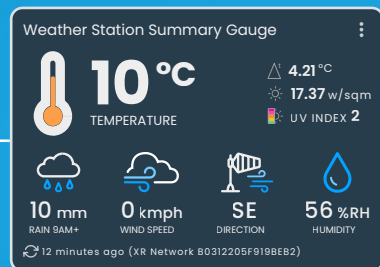 Weather Station Summary Gauge
10 °C
TEMPERATURE
4.21 °C
17.37 w/sqm
UV INDEX 2
10 mm
RAIN 9AM+
0 kmph
WIND SPEED
SE
DIRECTION
56 %RH
HUMIDITY
12 minutes ago (XR Network B0312205F919BEB2)